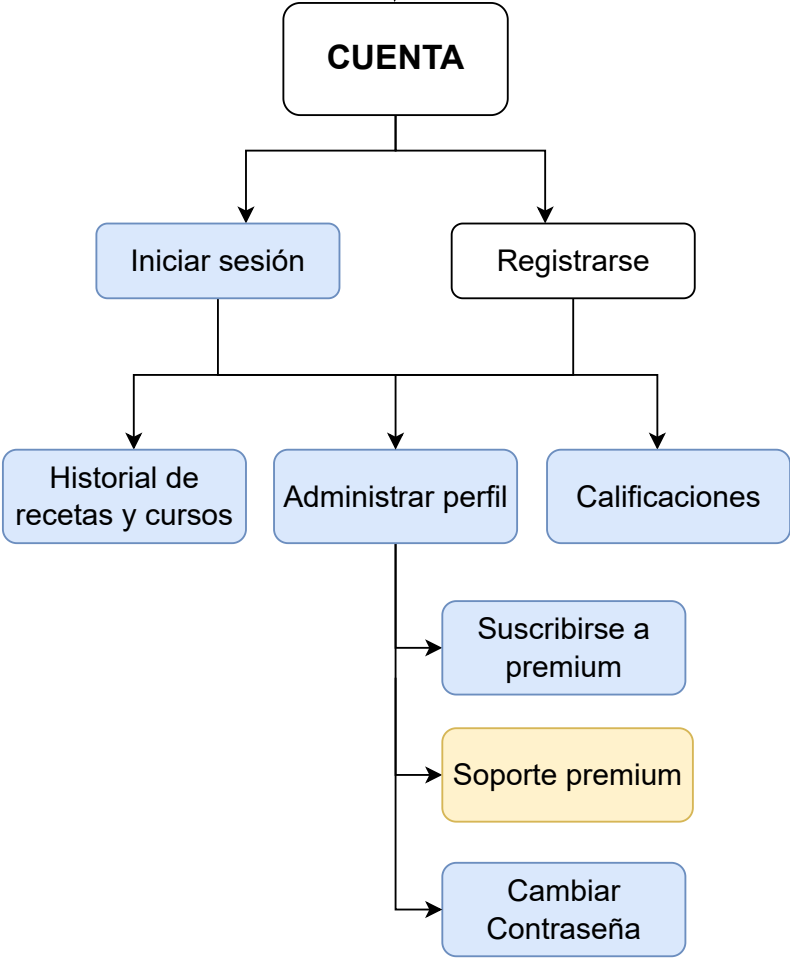 CUENTA
Iniciar sesión
Registrarse
Historial de
recetas y cursos
Administrar perfil
Calificaciones
Suscribirse a
premium
Soporte premium
Cambiar
Contraseña